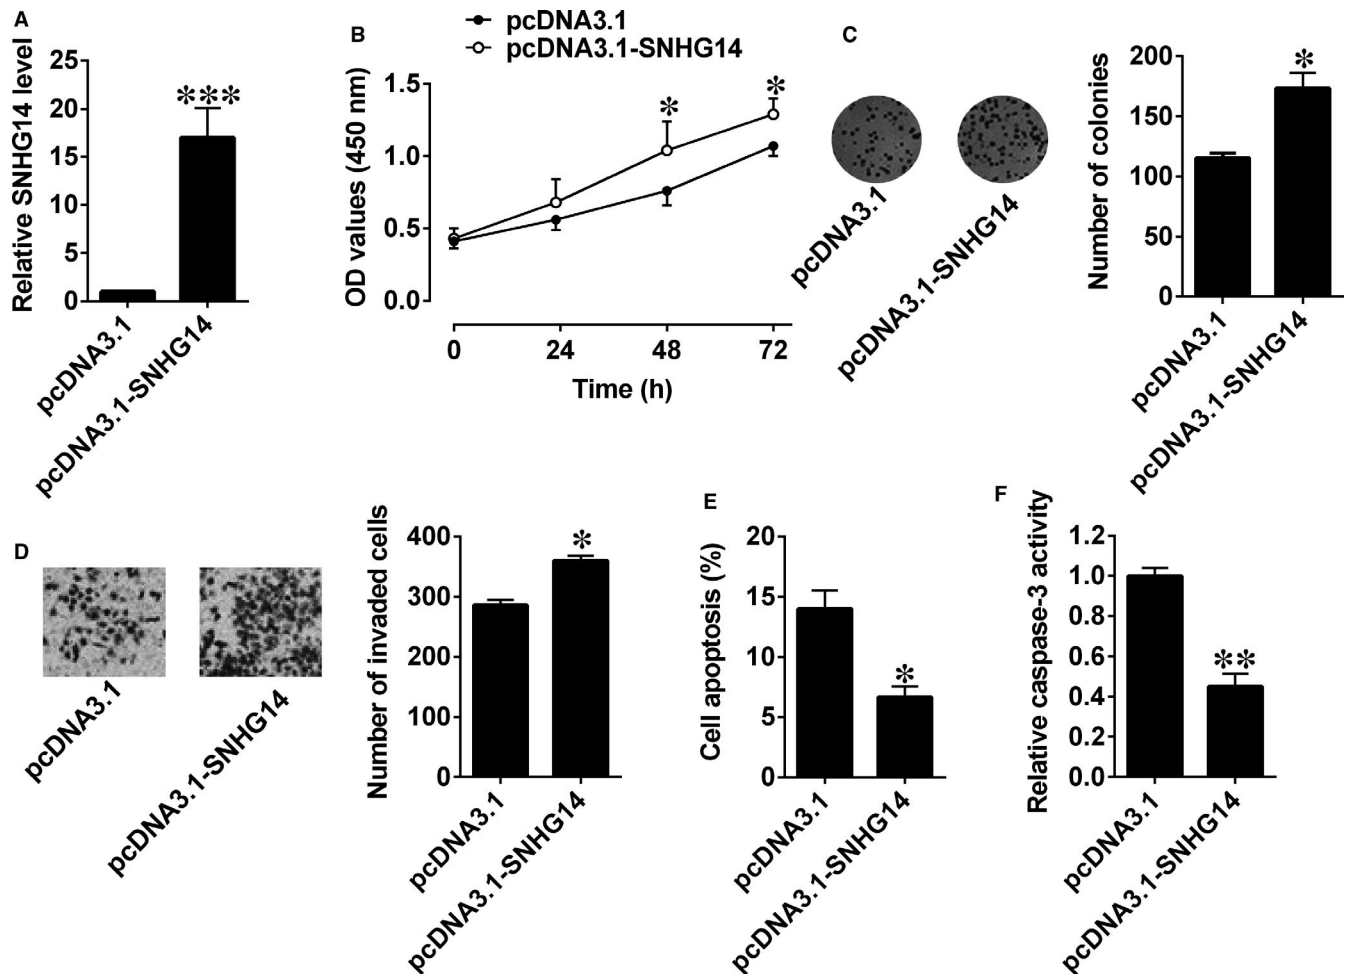 A
Relative SNHG14 level
25
20
15
10
5
0
***
pcDNA3.1
pcDNA3.1-SNHG14
B
pcDNA3.1
pcDNA3.1-SNHG14
OD values (450 nm)
1.5
1.0
0.5
0.0
*
*
0 24 48 72
Time (h)
C
pcDNA3.1
pcDNA3.1-SNHG14
Number of colonies
200
150
100
50
0
*
pcDNA3.1
pcDNA3.1-SNHG14
D
pcDNA3.1
pcDNA3.1-SNHG14
Number of invaded cells
400
300
200
100
0
*
pcDNA3.1
pcDNA3.1-SNHG14
E
Cell apoptosis (%)
20
15
10
5
0
*
pcDNA3.1
pcDNA3.1-SNHG14
F
Relative caspase-3 activity
1.2
1.0
0.8
0.6
0.4
0.2
0.0
**
pcDNA3.1
pcDNA3.1-SNHG14